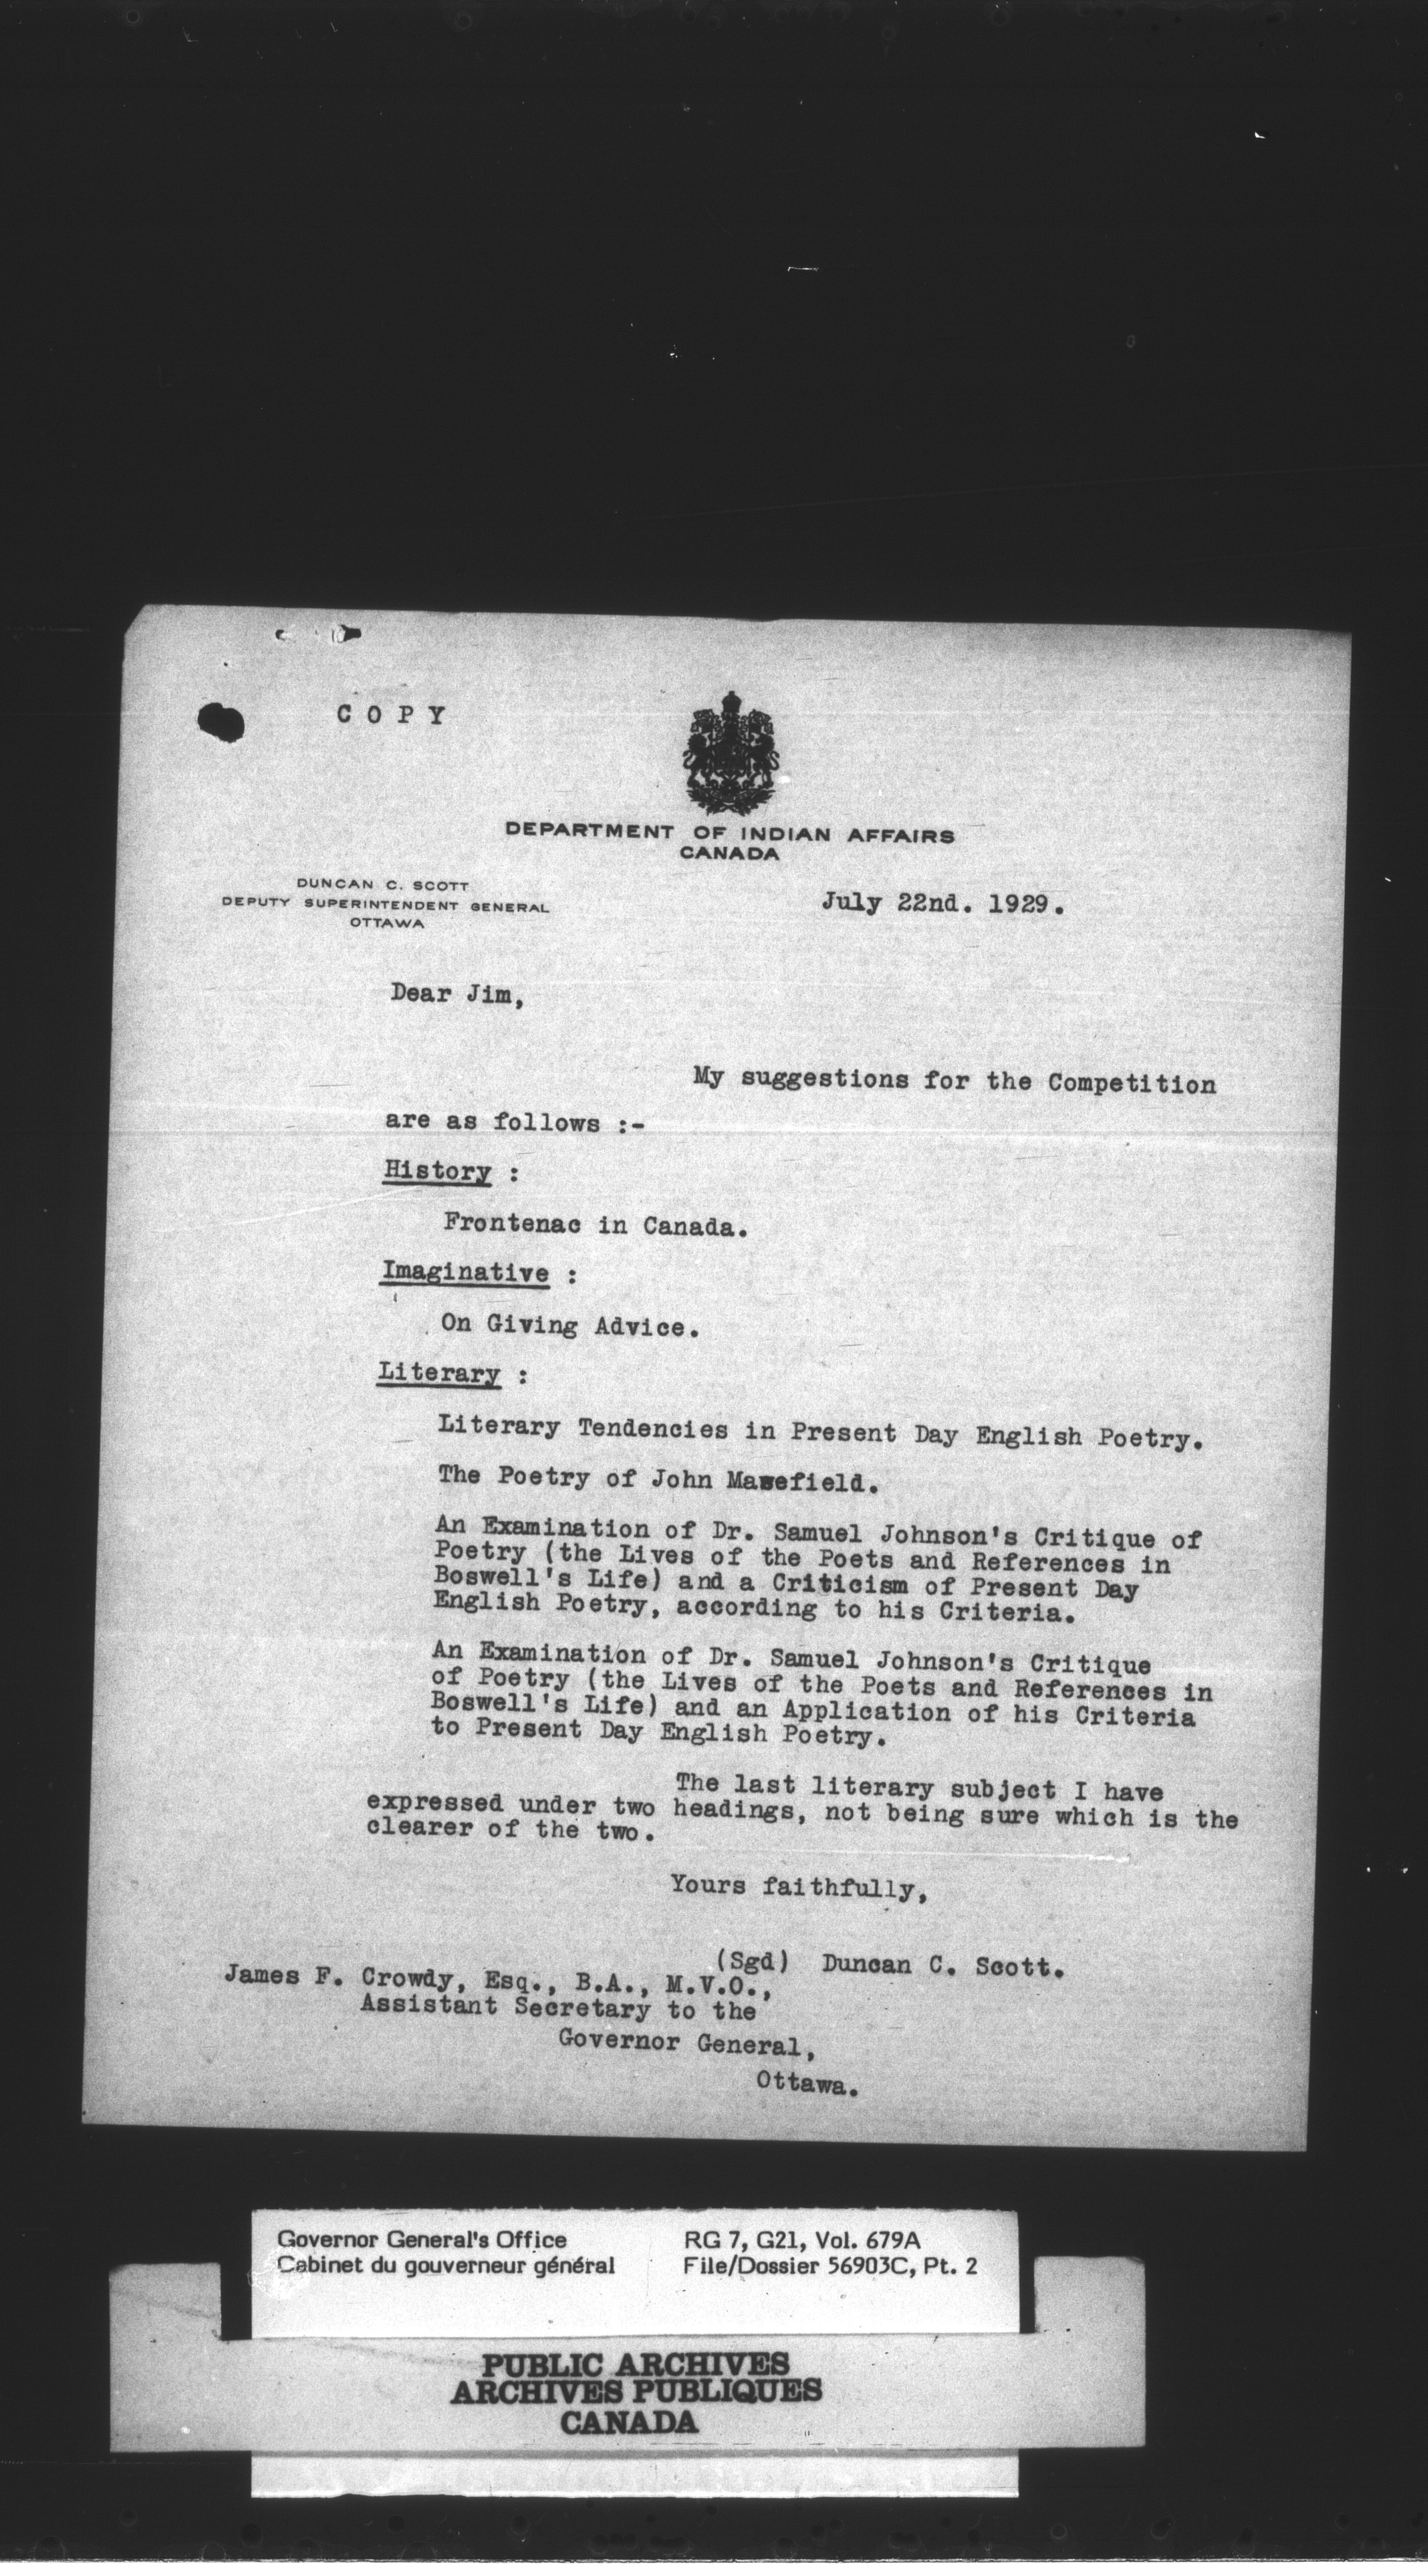 COPY
DEPARTMENT OF INDIAN AFFAIRS
CANADA
DUNCAN C. SCOTT
DEPUTY SUPERINTENDENT GENERAL
OTTAWA
July 22nd. 1929.
Dear Jim,
My suggestions for the Competition
are as follows :-
History :
Frontenac in Canada.
Imaginative :
On Giving Advice.
Literary :
Literary Tendencies in Present Day English Poetry.
The Poetry of John Masefield.
An Examination of Dr. Samuel Johnson's Critique of
Poetry (the Lives of the Poets and References in
Boswell's Life) and a Criticism of Present Day
English Poetry, according to his Criteria.
An Examination of Dr. Samuel Johnson's Critique
of Poetry (the Lives of the Poets and References in
Boswell's Life) and an Application of his Criteria
to Present Day English Poetry.
The last literary subject I have
expressed under two headings, not being sure which is the
clearer of the two.
Yours faithfully,
(Sgd) Duncan C. Scott.
James F. Crowdy, Esq., B.A., M.V.O.,
Assistant Secretary to the
Governor General,
Ottawa.
Governor General's Office
Cabinet du gouverneur général
RG 7, G21, Vol. 679A
File/Dossier 56903C, Pt. 2
PUBLIC ARCHIVES
ARCHIVES PUBLIQUES
CANADA